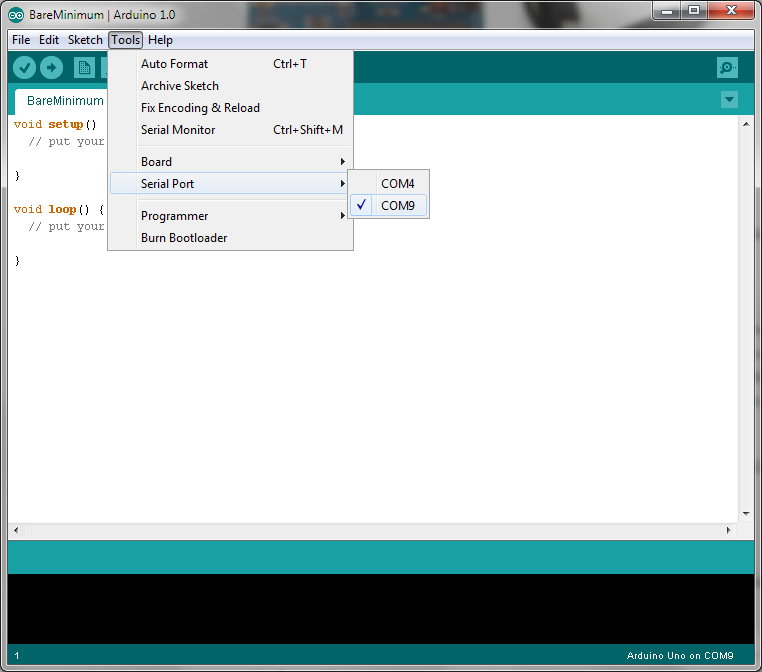 BareMinimum | Arduino 1.0
File Edit Sketch Tools Help
BareMinimum
void setup()
// put your
}
void loop() {
// put your
}
Auto Format Ctrl+T
Archive Sketch
Fix Encoding & Reload
Serial Monitor Ctrl+Shift+M
Board
Serial Port
Programmer
Burn Bootloader
COM4
COM9
1
Arduino Uno on COM9